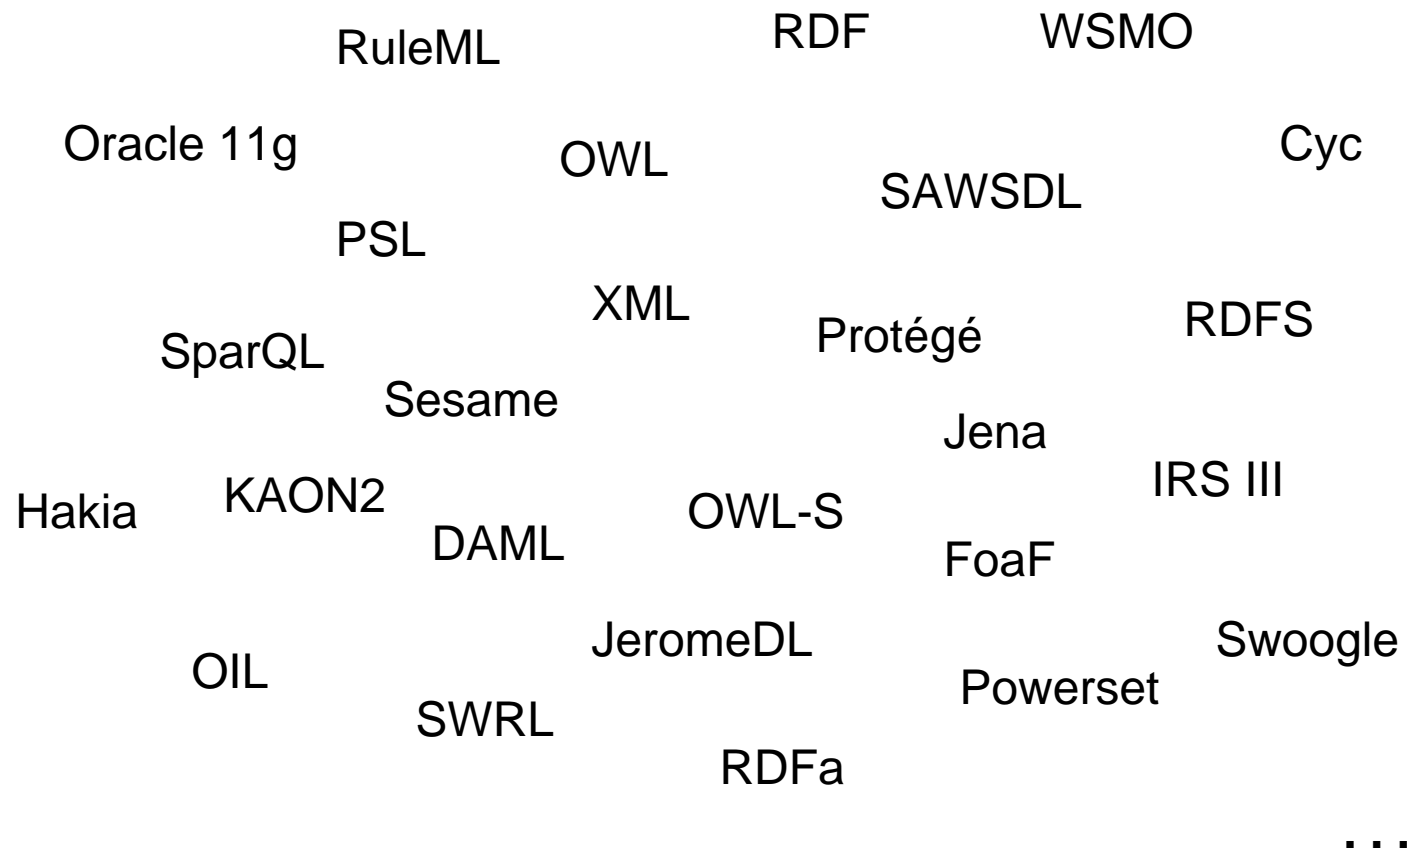 RuleML
RDF
WSMO
Oracle 11g
OWL
SAWSDL
Cyc
PSL
XML
Protégé
RDFS
SparQL
Sesame
Jena
IRS III
Hakia
KAON2
DAML
OWL-S
FoaF
JeromeDL
Swoogle
OIL
Powerset
SWRL
RDFa
...